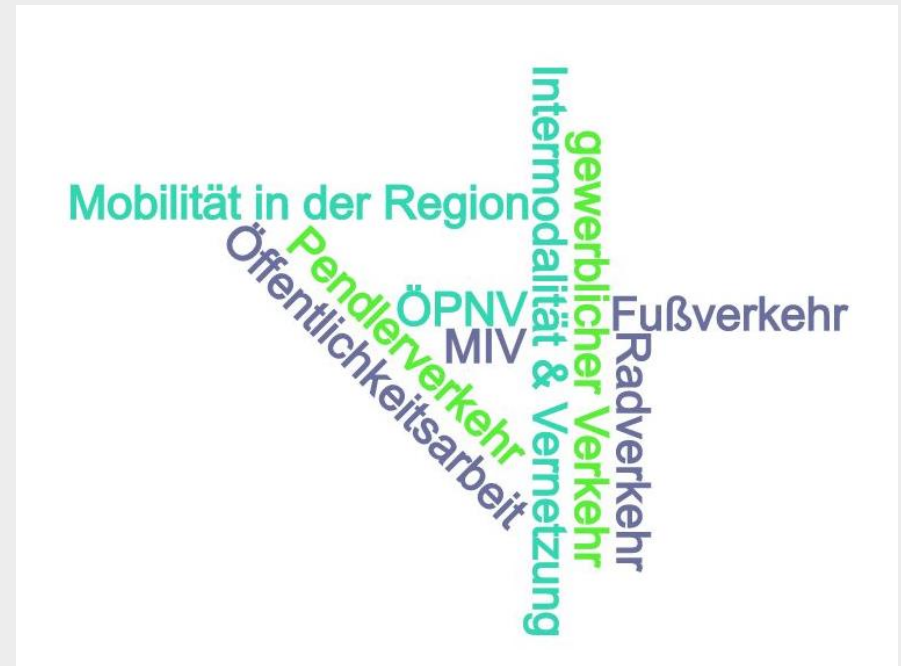 Intermodalität & Vernetzung
gewerblicher Verkehr
Mobilität in der Region
Öffentlichkeitsarbeit
Pendlerverkehr
ÖPNV
Fußverkehr
MIV
Radverkehr